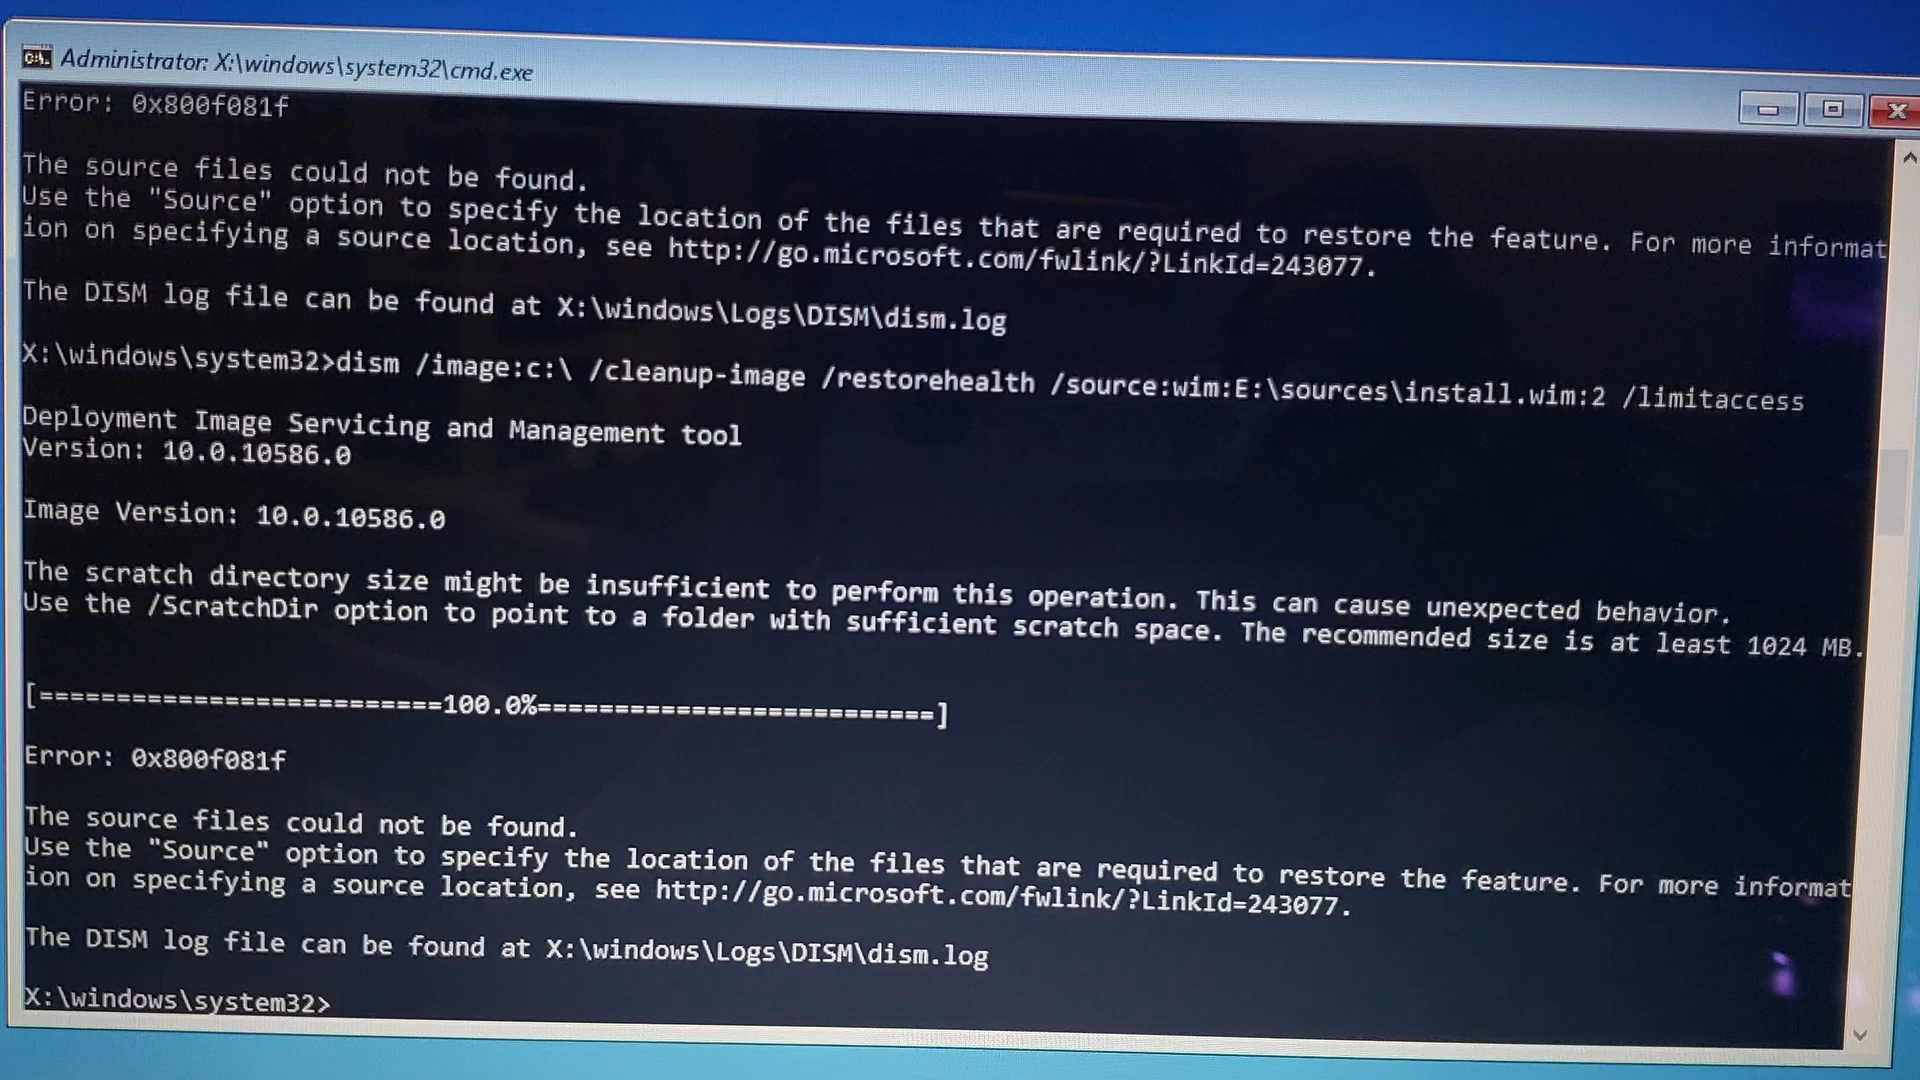 Administrator: X:\windows\system32\cmd.exe
Error: 0x800f081f
The source files could not be found.
Use the "Source" option to specify the location of the files that are required to restore the feature. For more informat
ion on specifying a source location, see http://go.microsoft.com/fwlink/?LinkId=243077.
The DISM log file can be found at X:\windows\Logs\DISM\dism.log
X:\windows\system32>dism /image:c:\ /cleanup-image /restorehealth /source:wim:E:\sources\install.wim:2 /limitaccess
Deployment Image Servicing and Management tool
Version: 10.0.10586.0
Image Version: 10.0.10586.0
The scratch directory size might be insufficient to perform this operation. This can cause unexpected behavior.
Use the /ScratchDir option to point to a folder with sufficient scratch space. The recommended size is at least 1024 MB.
[==========================100.0%==========================]
Error: 0x800f081f
The source files could not be found.
Use the "Source" option to specify the location of the files that are required to restore the feature. For more informat
ion on specifying a source location, see http://go.microsoft.com/fwlink/?LinkId=243077.
The DISM log file can be found at X:\windows\Logs\DISM\dism.log
X:\windows\system32>